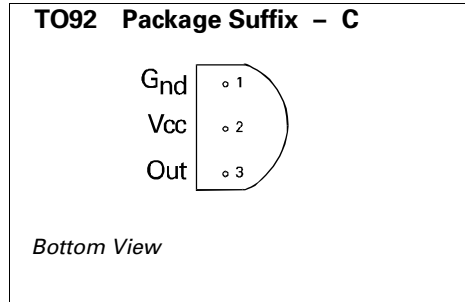 TO92 Package Suffix – C
Gnd 1
Vcc 2
Out 3
Bottom View